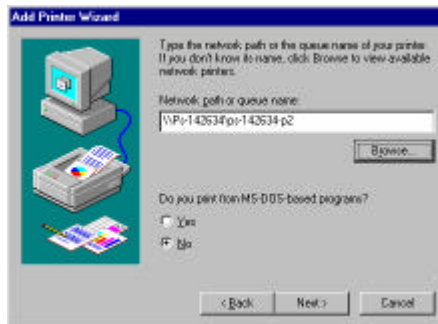 Add Printer Wizard
Type the network path or the queue name of your printer.
If you don't know its name, click Browse to view available
network printers.
Network path or queue name:
\\Ps-142634\ps-142634-p2
Browse...
Do you print from MS-DOS-based programs?
Yes
No
< Back
Next >
Cancel